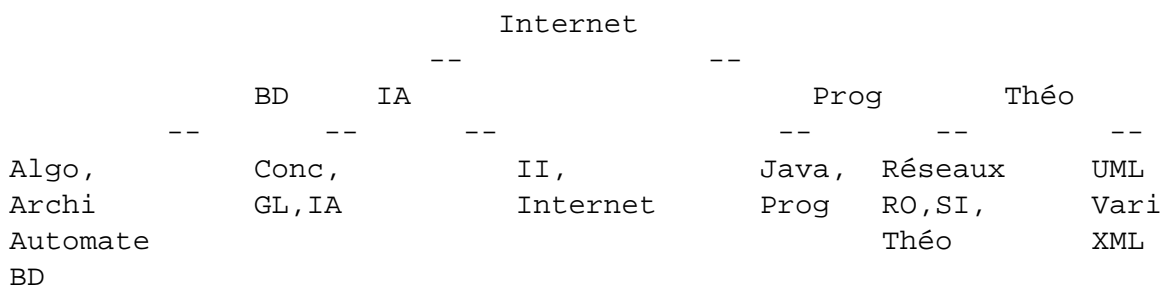 Internet
-- --
BD IA Prog Théo
-- -- -- -- -- --
Algo, Conc, II, Java, Réseaux UML
Archi GL,IA Internet Prog RO,SI, Vari
Automate Théo XML
BD